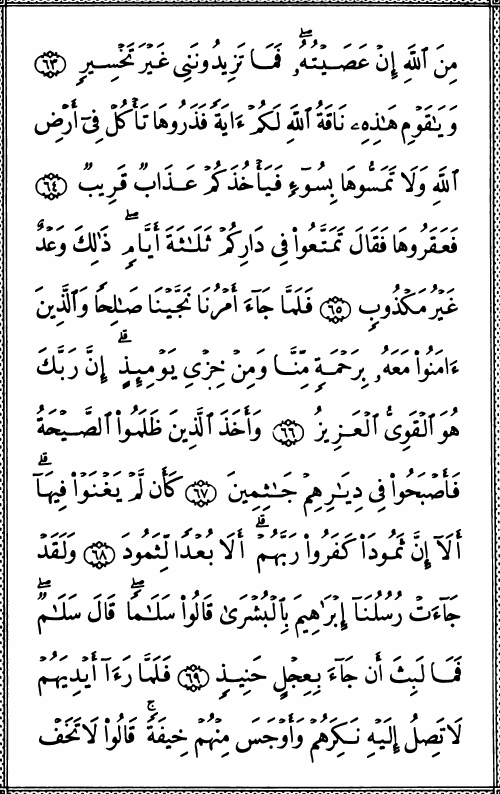 مِنَ ٱللَّهِ إِنْ عَصَيْتُهُۥۖ فَمَا تَزِيدُونَنِى غَيْرَ تَخْسِيرٍ ٦٣
وَيَٰقَوْمِ هَٰذِهِۦ نَاقَةُ ٱللَّهِ لَكُمْ ءَايَةً فَذَرُوهَا تَأْكُلْ فِىٓ أَرْضِ
ٱللَّهِ وَلَا تَمَسُّوهَا بِسُوٓءٍ فَيَأْخُذَكُمْ عَذَابٌ قَرِيبٌ ٦٤
فَعَقَرُوهَا فَقَالَ تَمَتَّعُوا۟ فِى دَارِكُمْ ثَلَٰثَةَ أَيَّامٍۖ ذَٰلِكَ وَعْدٌ
غَيْرُ مَكْذُوبٍ ٦٥ فَلَمَّا جَآءَ أَمْرُنَا نَجَّيْنَا صَٰلِحًا وَٱلَّذِينَ
ءَامَنُوا۟ مَعَهُۥ بِرَحْمَةٍ مِّنَّا وَمِنْ خِزْىِ يَوْمِئِذٍۗ إِنَّ رَبَّكَ
هُوَ ٱلْقَوِىُّ ٱلْعَزِيزُ ٦٦ وَأَخَذَ ٱلَّذِينَ ظَلَمُوا۟ ٱلصَّيْحَةُ
فَأَصْبَحُوا۟ فِى دِيَٰرِهِمْ جَٰثِمِينَ ٦٧ كَأَن لَّمْ يَغْنَوْا۟ فِيهَآۗ
أَلَآ إِنَّ ثَمُودَا۟ كَفَرُوا۟ رَبَّهُمْۗ أَلَا بُعْدًا لِّثَمُودَ ٦٨ وَلَقَدْ
جَآءَتْ رُسُلُنَآ إِبْرَٰهِيمَ بِٱلْبُشْرَىٰ قَالُوا۟ سَلَٰمًاۖ قَالَ سَلَٰمٌۖ
فَمَا لَبِثَ أَن جَآءَ بِعِجْلٍ حَنِيذٍ ٦٩ فَلَمَّا رَءَآ أَيْدِيَهُمْ
لَا تَصِلُ إِلَيْهِ نَكِرَهُمْ وَأَوْجَسَ مِنْهُمْ خِيفَةًۚ قَالُوا۟ لَا تَخَفْ